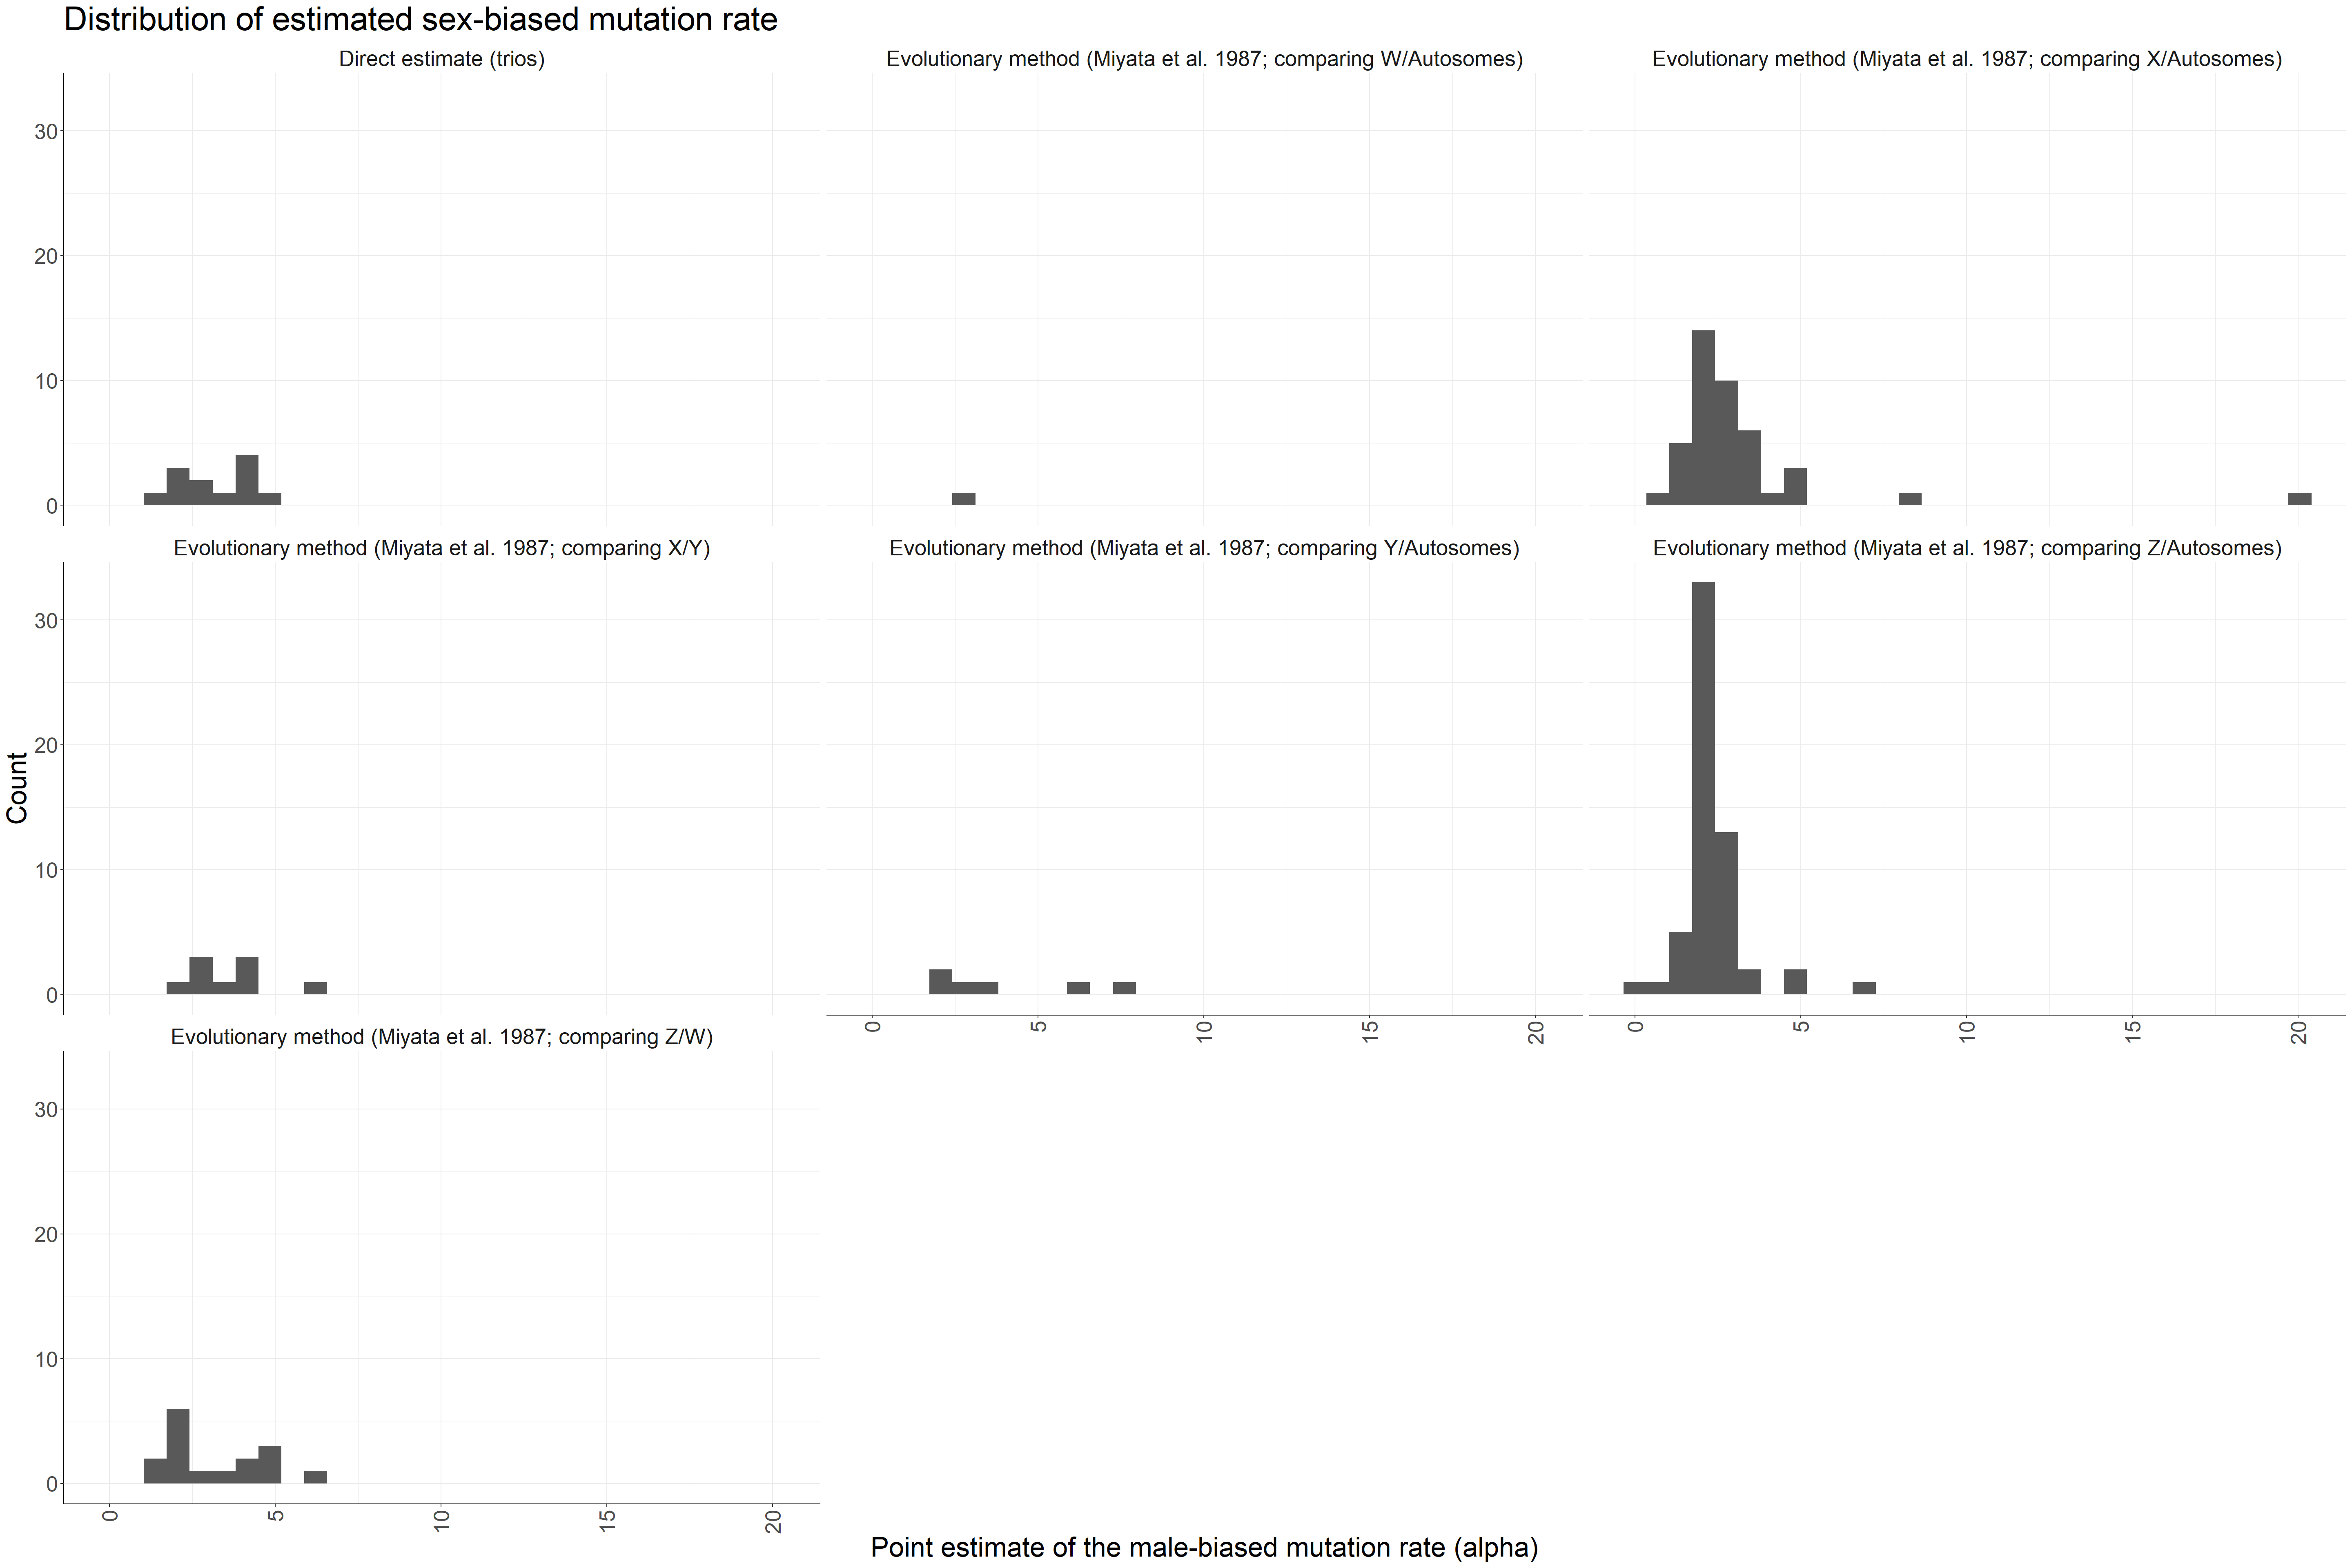 Distribution of estimated sex-biased mutation rate
Direct estimate (trios)
Evolutionary method (Miyata et al. 1987; comparing W/Autosomes)
Evolutionary method (Miyata et al. 1987; comparing X/Autosomes)
30
20
10
0
Evolutionary method (Miyata et al. 1987; comparing X/Y)
Evolutionary method (Miyata et al. 1987; comparing Y/Autosomes)
Evolutionary method (Miyata et al. 1987; comparing Z/Autosomes)
30
20
10
0
Count
0 5 10 15 20
0 5 10 15 20
Evolutionary method (Miyata et al. 1987; comparing Z/W)
30
20
10
0
0 5 10 15 20
Point estimate of the male-biased mutation rate (alpha)